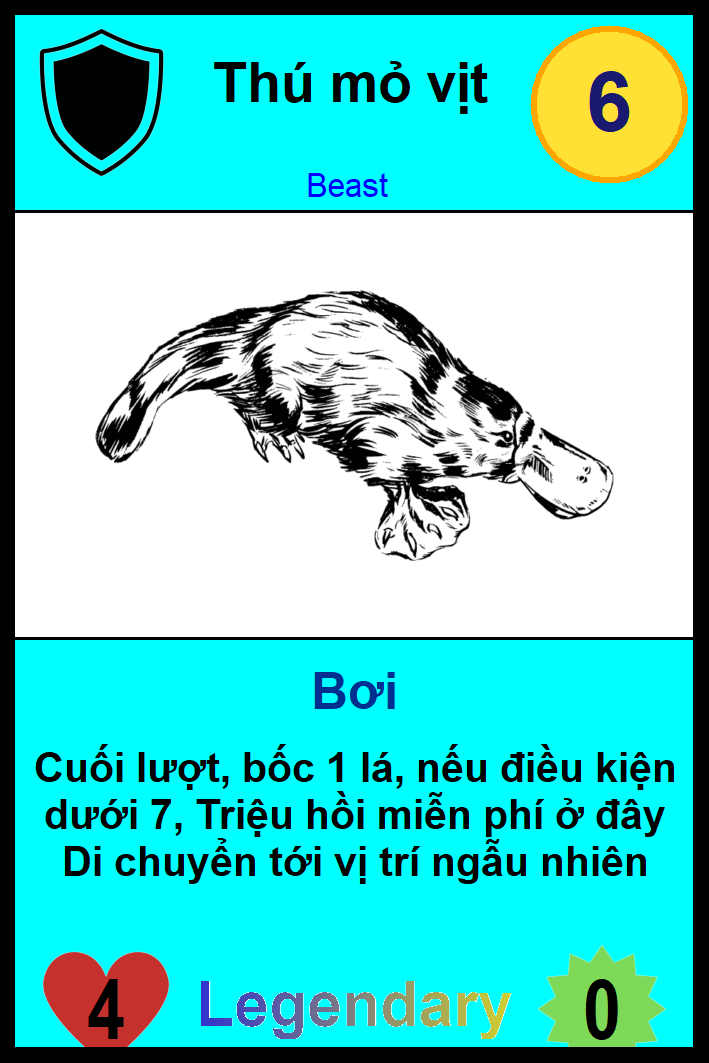 Thú mỏ vịt
6
Beast
Bơi
Cuối lượt, bốc 1 lá, nếu điều kiện
dưới 7, Triệu hồi miễn phí ở đây
Di chuyển tới vị trí ngẫu nhiên
4
Legendary
0